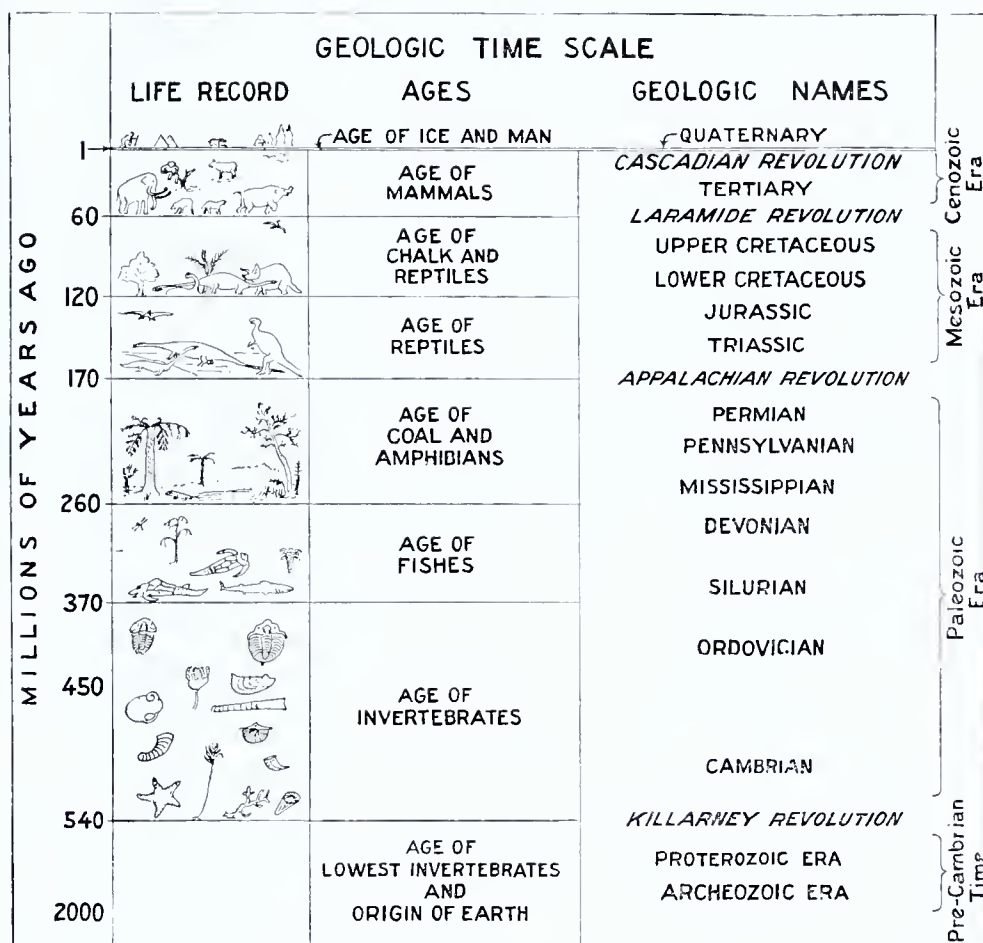 GEOLOGIC TIME SCALE
LIFE RECORD
AGES
GEOLOGIC NAMES
MILLIONS OF YEARS AGO
1
AGE OF ICE AND MAN
QUATERNARY
CASCADIAN REVOLUTION
AGE OF
MAMMALS
TERTIARY
Cenozoic
Era
60
LARAMIDE REVOLUTION
AGE OF
CHALK AND
REPTILES
UPPER CRETACEOUS
LOWER CRETACEOUS
120
Mesozoic
Era
AGE OF
REPTILES
JURASSIC
TRIASSIC
170
APPALACHIAN REVOLUTION
AGE OF
COAL AND
AMPHIBIANS
PERMIAN
PENNSYLVANIAN
MISSISSIPPIAN
260
AGE OF
FISHES
DEVONIAN
SILURIAN
370
Paleozoic
Era
ORDOVICIAN
450
AGE OF
INVERTEBRATES
CAMBRIAN
540
KILLARNEY REVOLUTION
AGE OF
LOWEST INVERTEBRATES
AND
ORIGIN OF EARTH
PROTEROZOIC ERA
ARCHEOZOIC ERA
2000
Pre-Cambrian
Time